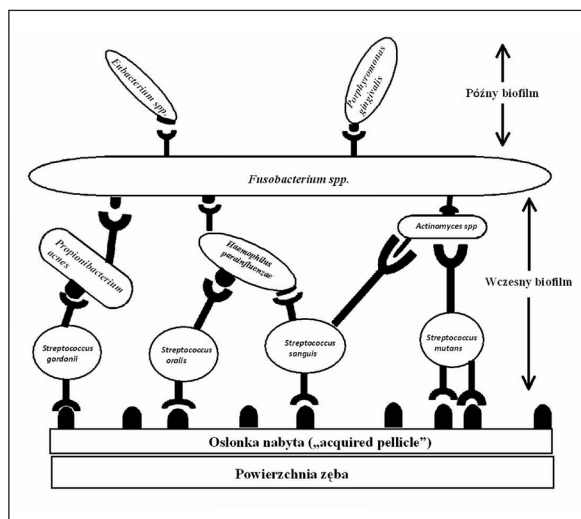 Eubacterium spp.
Porphyromonas
gingivalis
Późny biofilm
Fusobacterium spp.
Actinomyces spp
Propionibacterium
acnes
Haemophilus
parainfluenzae
Wczesny biofilm
Streptococcus
gordonii
Streptococcus
oralis
Streptococcus
sanguis
Streptococcus
mutans
Osłonka nabyta („acquired pellicle”)
Powierzchnia zęba